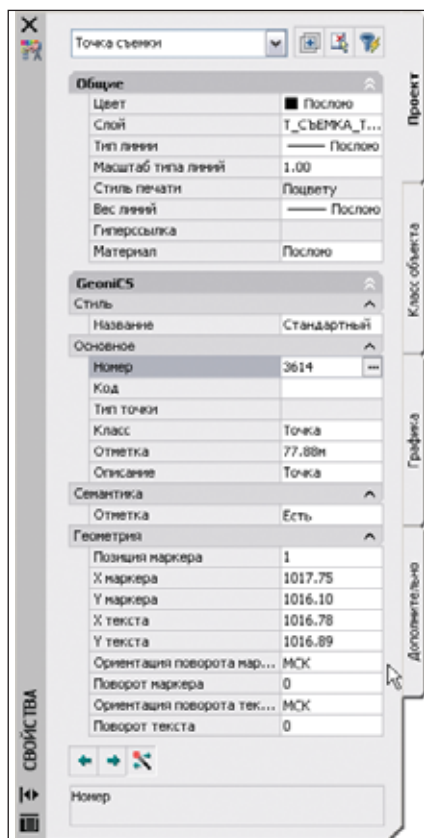 Точка съемки
Общие
Цвет Послою
Слой Т_СЪЕМКА_Т...
Тип линии Послою
Масштаб типа линий 1.00
Стиль печати Поцвету
Вес линий Послою
Гиперссылка
Материал Послою
GeoniCS
Стиль
Название Стандартный
Основное
Номер 3614 ...
Код
Тип точки
Класс Точка
Отметка 77.88м
Описание Точка
Семантика
Отметка Есть
Геометрия
Позиция маркера 1
X маркера 1017.75
Y маркера 1016.10
X текста 1016.78
Y текста 1016.89
Ориентация поворота мар... МСК
Поворот маркера 0
Ориентация поворота тек... МСК
Поворот текста 0
Номер
СВОЙСТВА
Проект
Класс объекта
Графика
Дополнительно